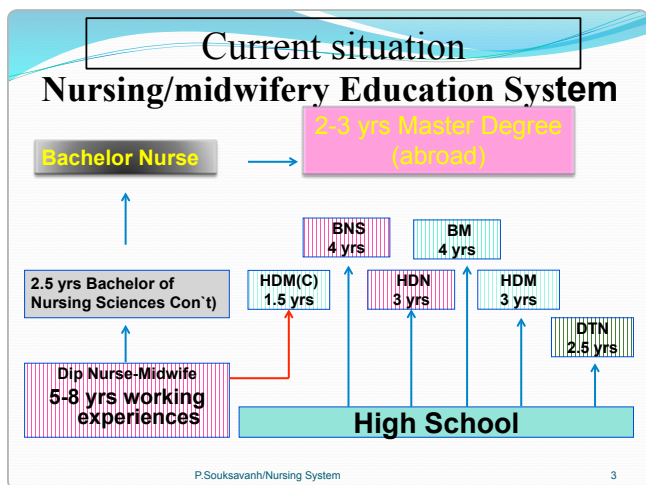 Current situation
Nursing/midwifery Education System
2-3 yrs Master Degree
(abroad)
Bachelor Nurse
BNS
4 yrs
BM
4 yrs
2.5 yrs Bachelor of
Nursing Sciences Con`t)
HDM(C)
1.5 yrs
HDN
3 yrs
HDM
3 yrs
DTN
2.5 yrs
Dip Nurse-Midwife
5-8 yrs working
experiences
High School
P.Souksavanh/Nursing System
3